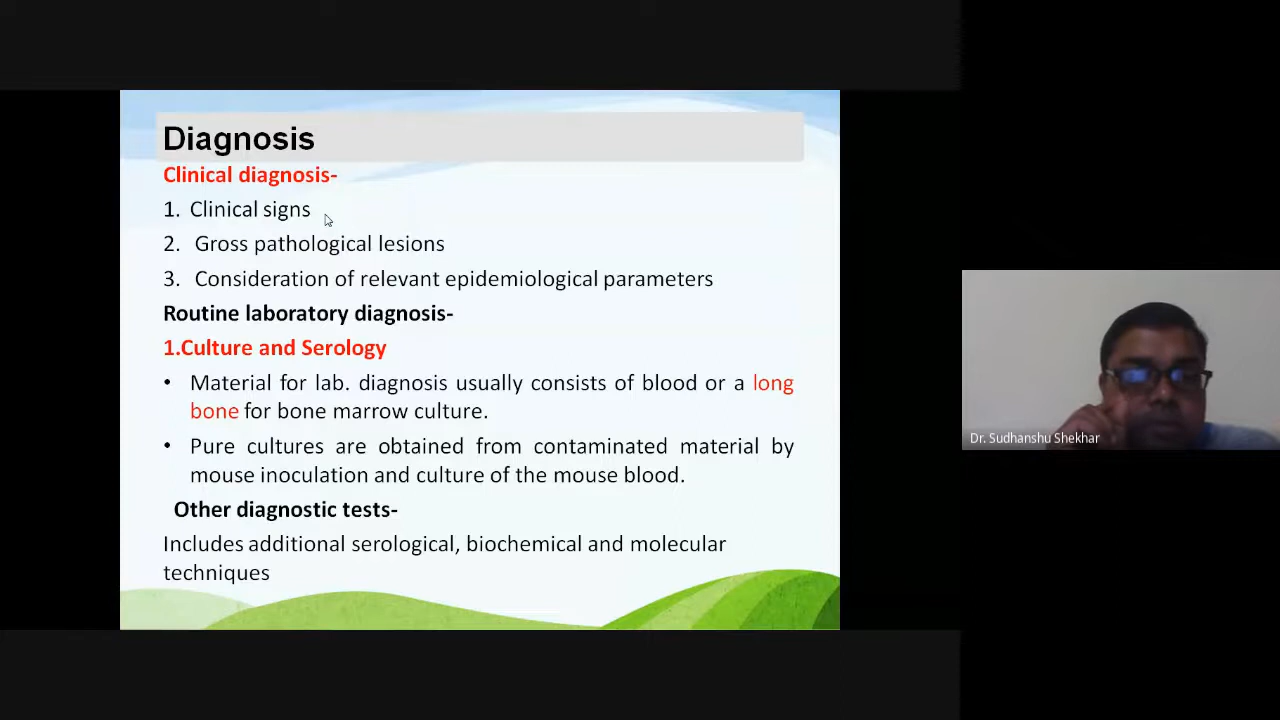 Diagnosis
Clinical diagnosis-
1. Clinical signs
2. Gross pathological lesions
3. Consideration of relevant epidemiological parameters
Routine laboratory diagnosis-
1.Culture and Serology
• Material for lab. diagnosis usually consists of blood or a long
bone for bone marrow culture.
• Pure cultures are obtained from contaminated material by
mouse inoculation and culture of the mouse blood.
Other diagnostic tests-
Includes additional serological, biochemical and molecular
techniques
Dr. Sudhanshu Shekhar